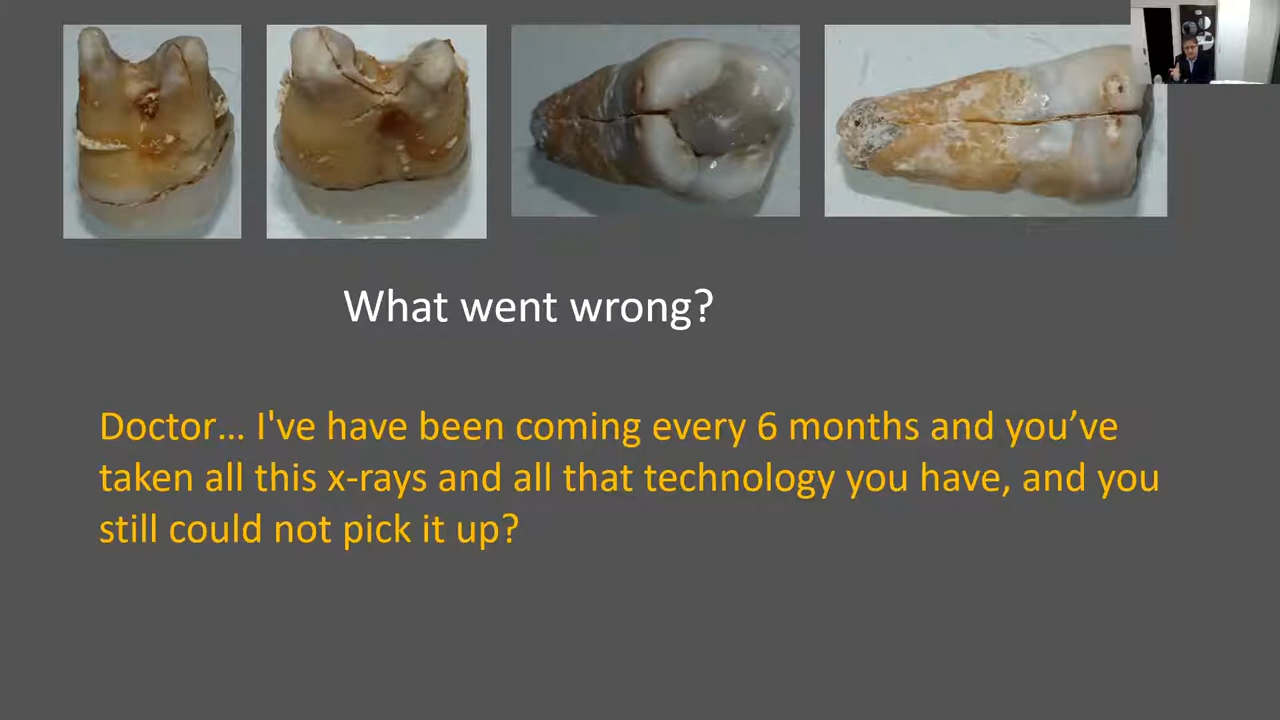 What went wrong?
Doctor... I've have been coming every 6 months and you’ve
taken all this x-rays and all that technology you have, and you
still could not pick it up?